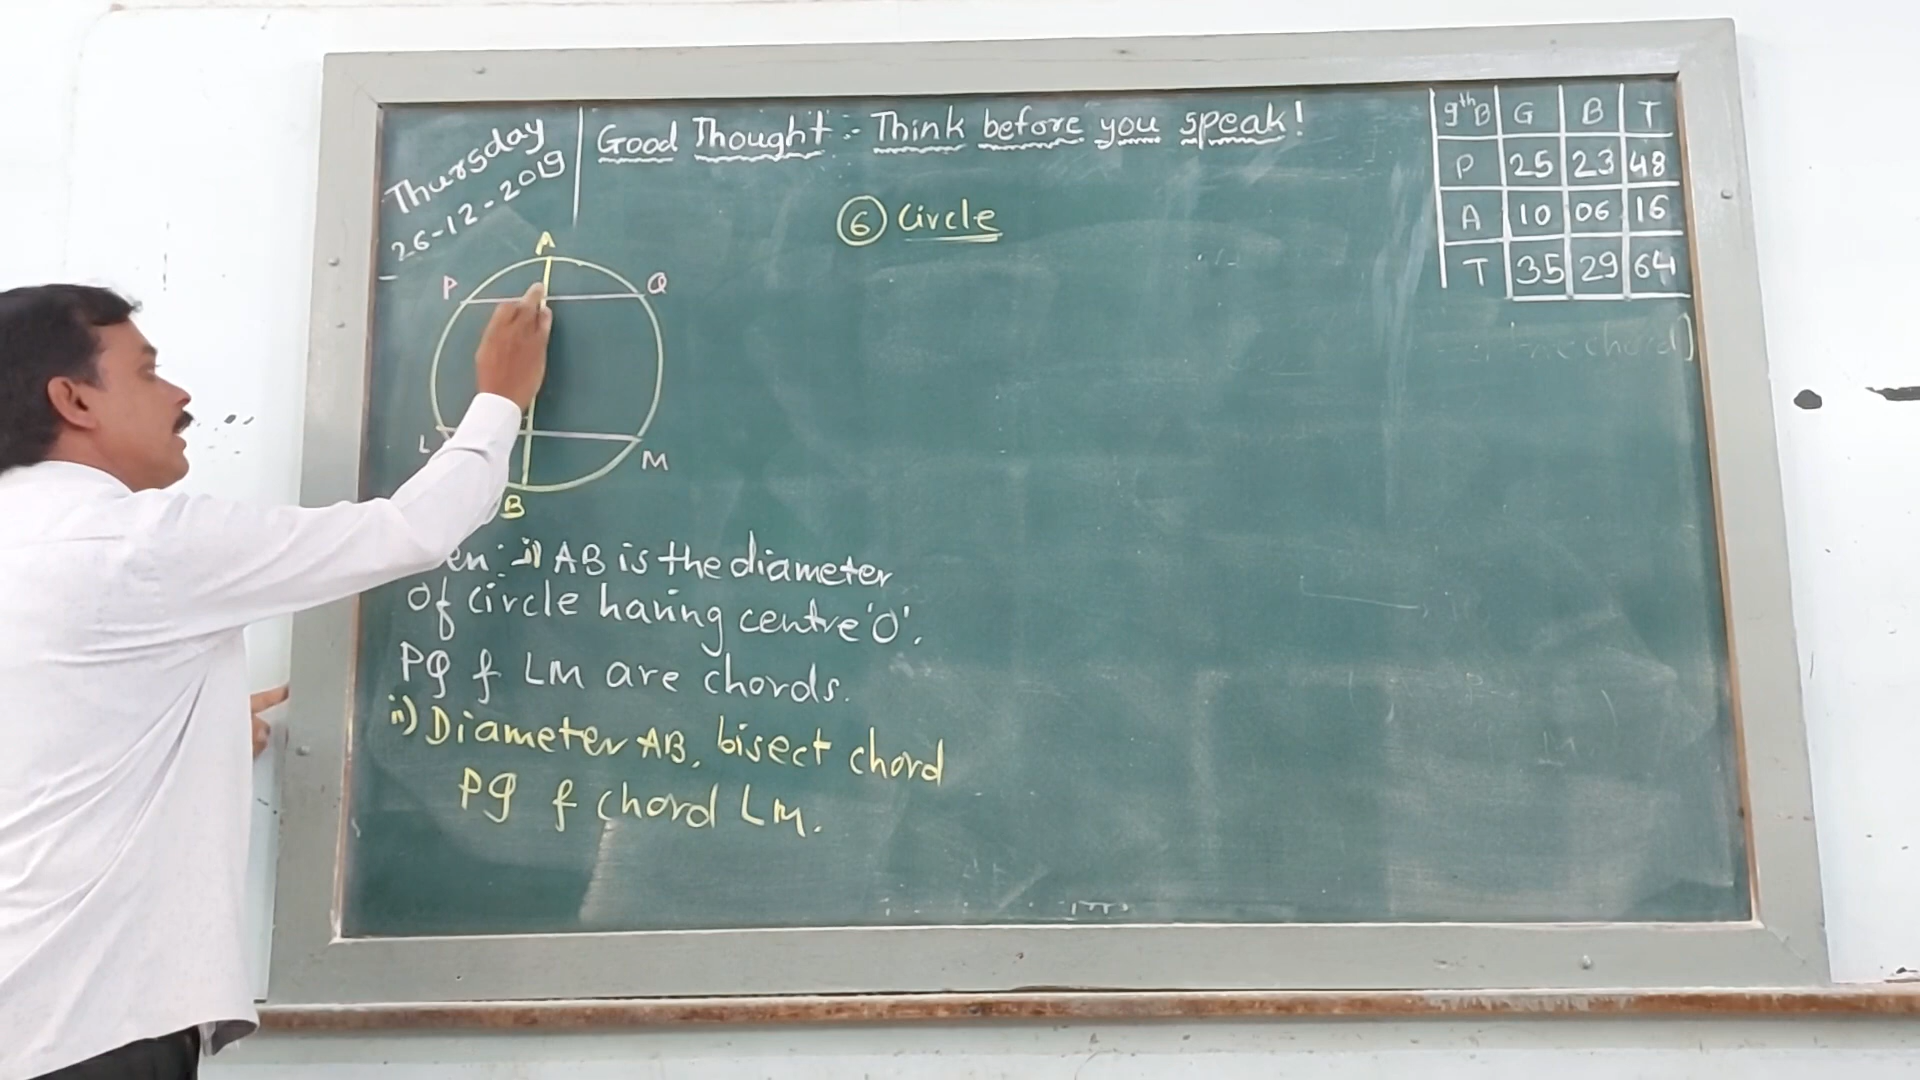 Thursday
26-12-2019
Good Thought :- Think before you speak!
9th B G B T
P 25 23 48
A 10 06 16
T 35 29 64
6 Circle
chord]
A
P
Q
L
M
B
en: i) AB is the diameter
of circle having centre 'O'.
PQ & LM are chords.
ii) Diameter AB, bisect chord
PQ & chord LM.